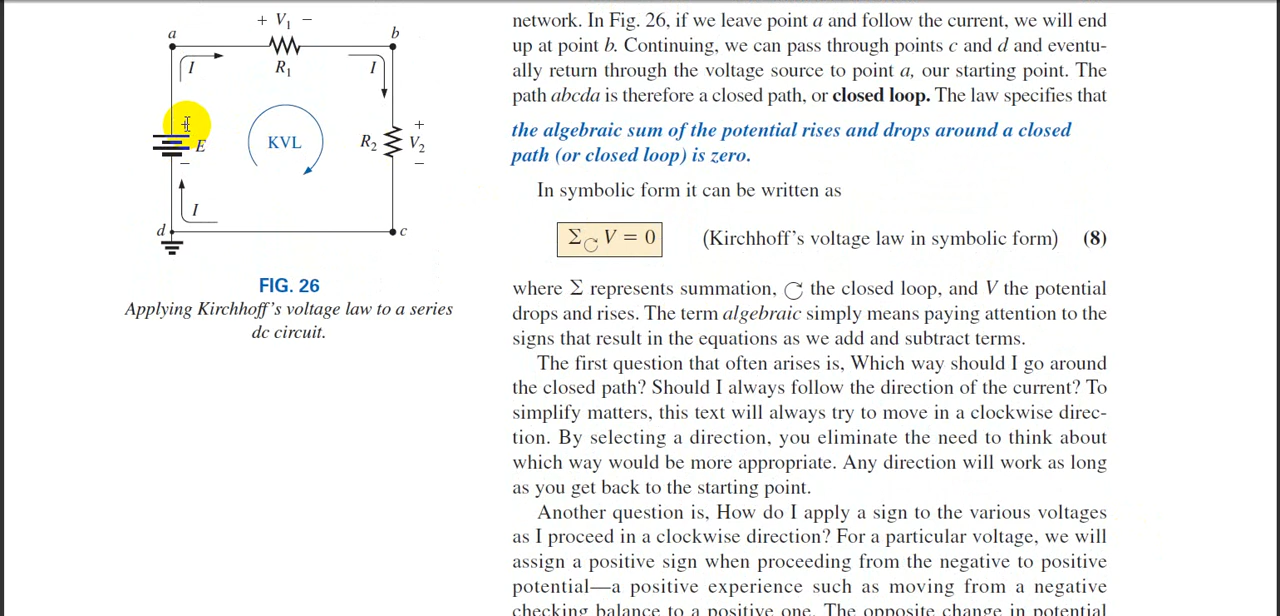 + V1 −
a
b
I
R1
I
+
E
−
KVL
R2
+
V2
−
I
d
c
FIG. 26
Applying Kirchhoff's voltage law to a series
dc circuit.
network. In Fig. 26, if we leave point a and follow the current, we will end
up at point b. Continuing, we can pass through points c and d and eventu-
ally return through the voltage source to point a, our starting point. The
path abcda is therefore a closed path, or closed loop. The law specifies that
the algebraic sum of the potential rises and drops around a closed
path (or closed loop) is zero.
In symbolic form it can be written as
Σ↻ V = 0 (Kirchhoff's voltage law in symbolic form) (8)
where Σ represents summation, ↻ the closed loop, and V the potential
drops and rises. The term algebraic simply means paying attention to the
signs that result in the equations as we add and subtract terms.
The first question that often arises is, Which way should I go around
the closed path? Should I always follow the direction of the current? To
simplify matters, this text will always try to move in a clockwise direc-
tion. By selecting a direction, you eliminate the need to think about
which way would be more appropriate. Any direction will work as long
as you get back to the starting point.
Another question is, How do I apply a sign to the various voltages
as I proceed in a clockwise direction? For a particular voltage, we will
assign a positive sign when proceeding from the negative to positive
potential—a positive experience such as moving from a negative
checking balance to a positive one. The opposite change in potential